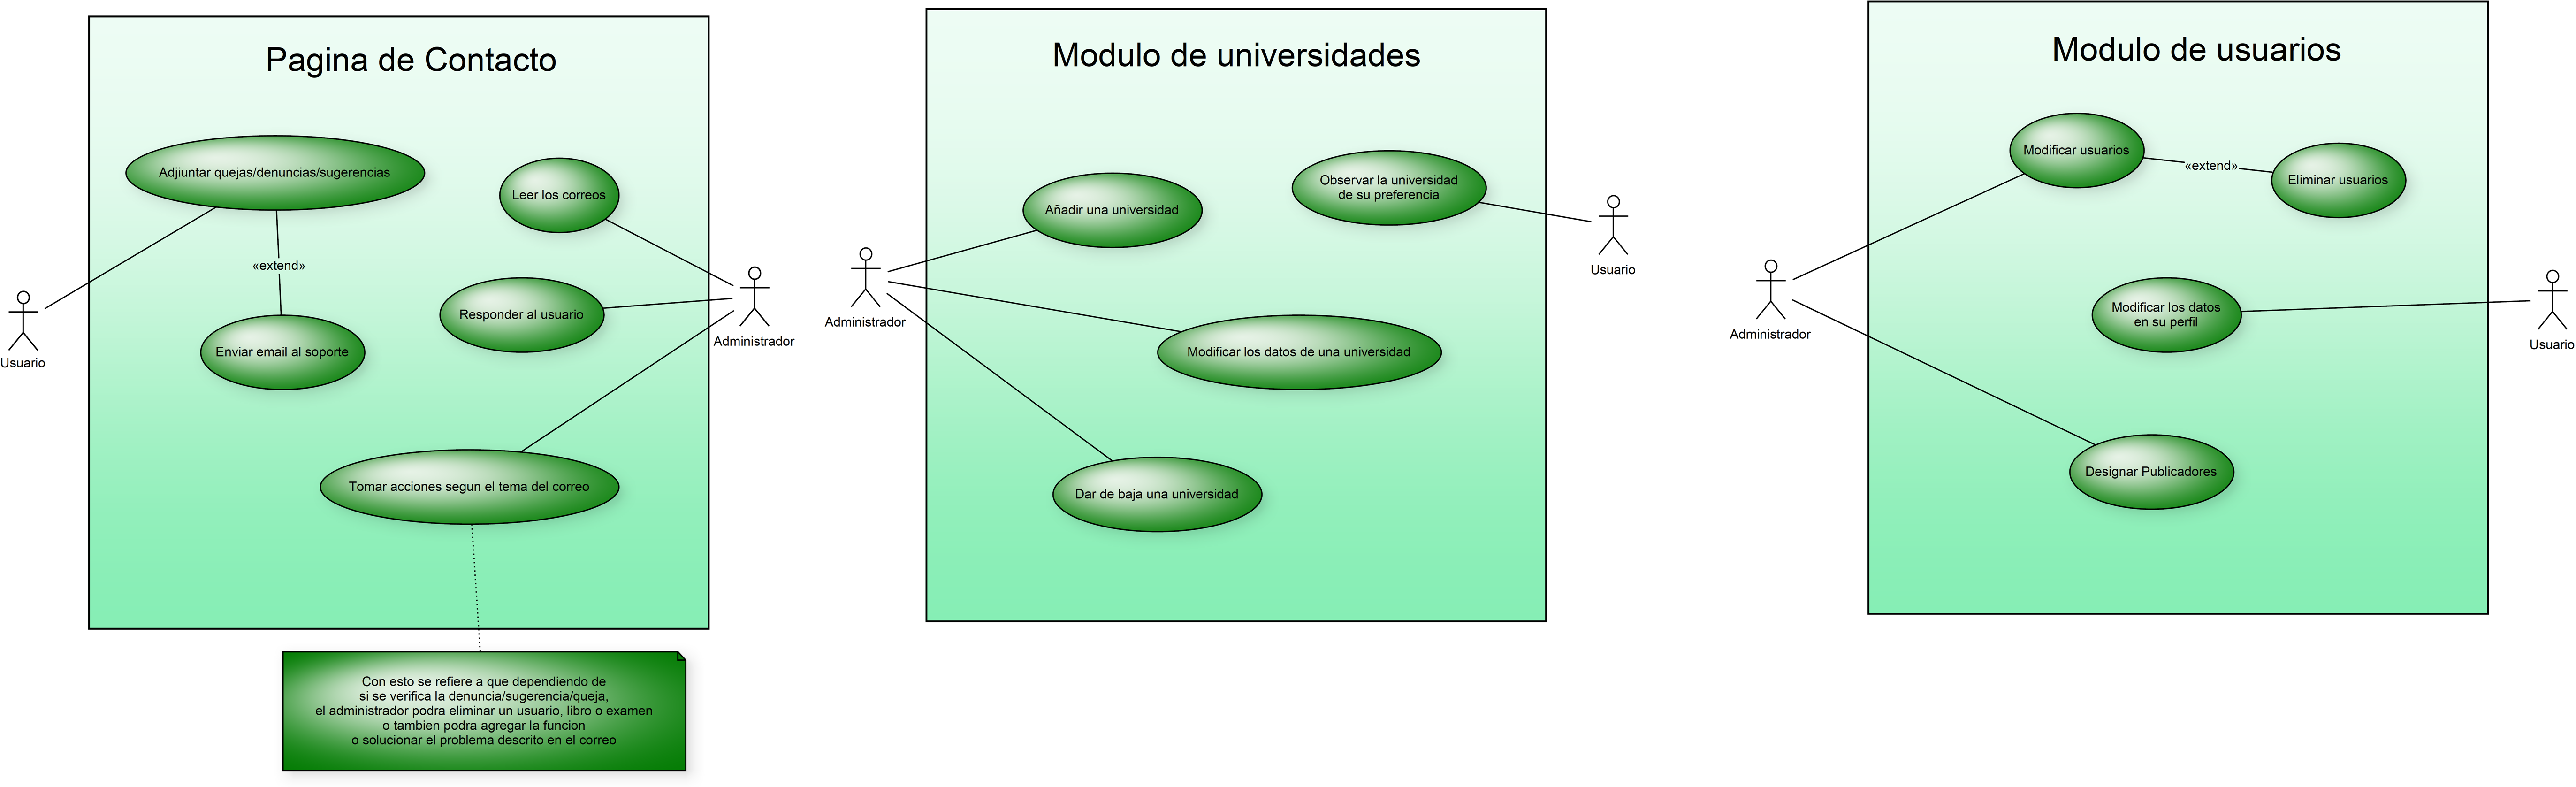 Pagina de Contacto
Adjiuntar quejas/denuncias/sugerencias
Leer los correos
«extend»
Responder al usuario
Enviar email al soporte
Usuario
Administrador
Tomar acciones segun el tema del correo
Con esto se refiere a que dependiendo de
si se verifica la denuncia/sugerencia/queja,
el administrador podra eliminar un usuario, libro o examen
o tambien podra agregar la funcion
o solucionar el problema descrito en el correo
Modulo de universidades
Observar la universidad
de su preferencia
Añadir una universidad
Usuario
Administrador
Modificar los datos de una universidad
Dar de baja una universidad
Modulo de usuarios
Modificar usuarios
«extend»
Eliminar usuarios
Modificar los datos
en su perfil
Administrador
Usuario
Designar Publicadores